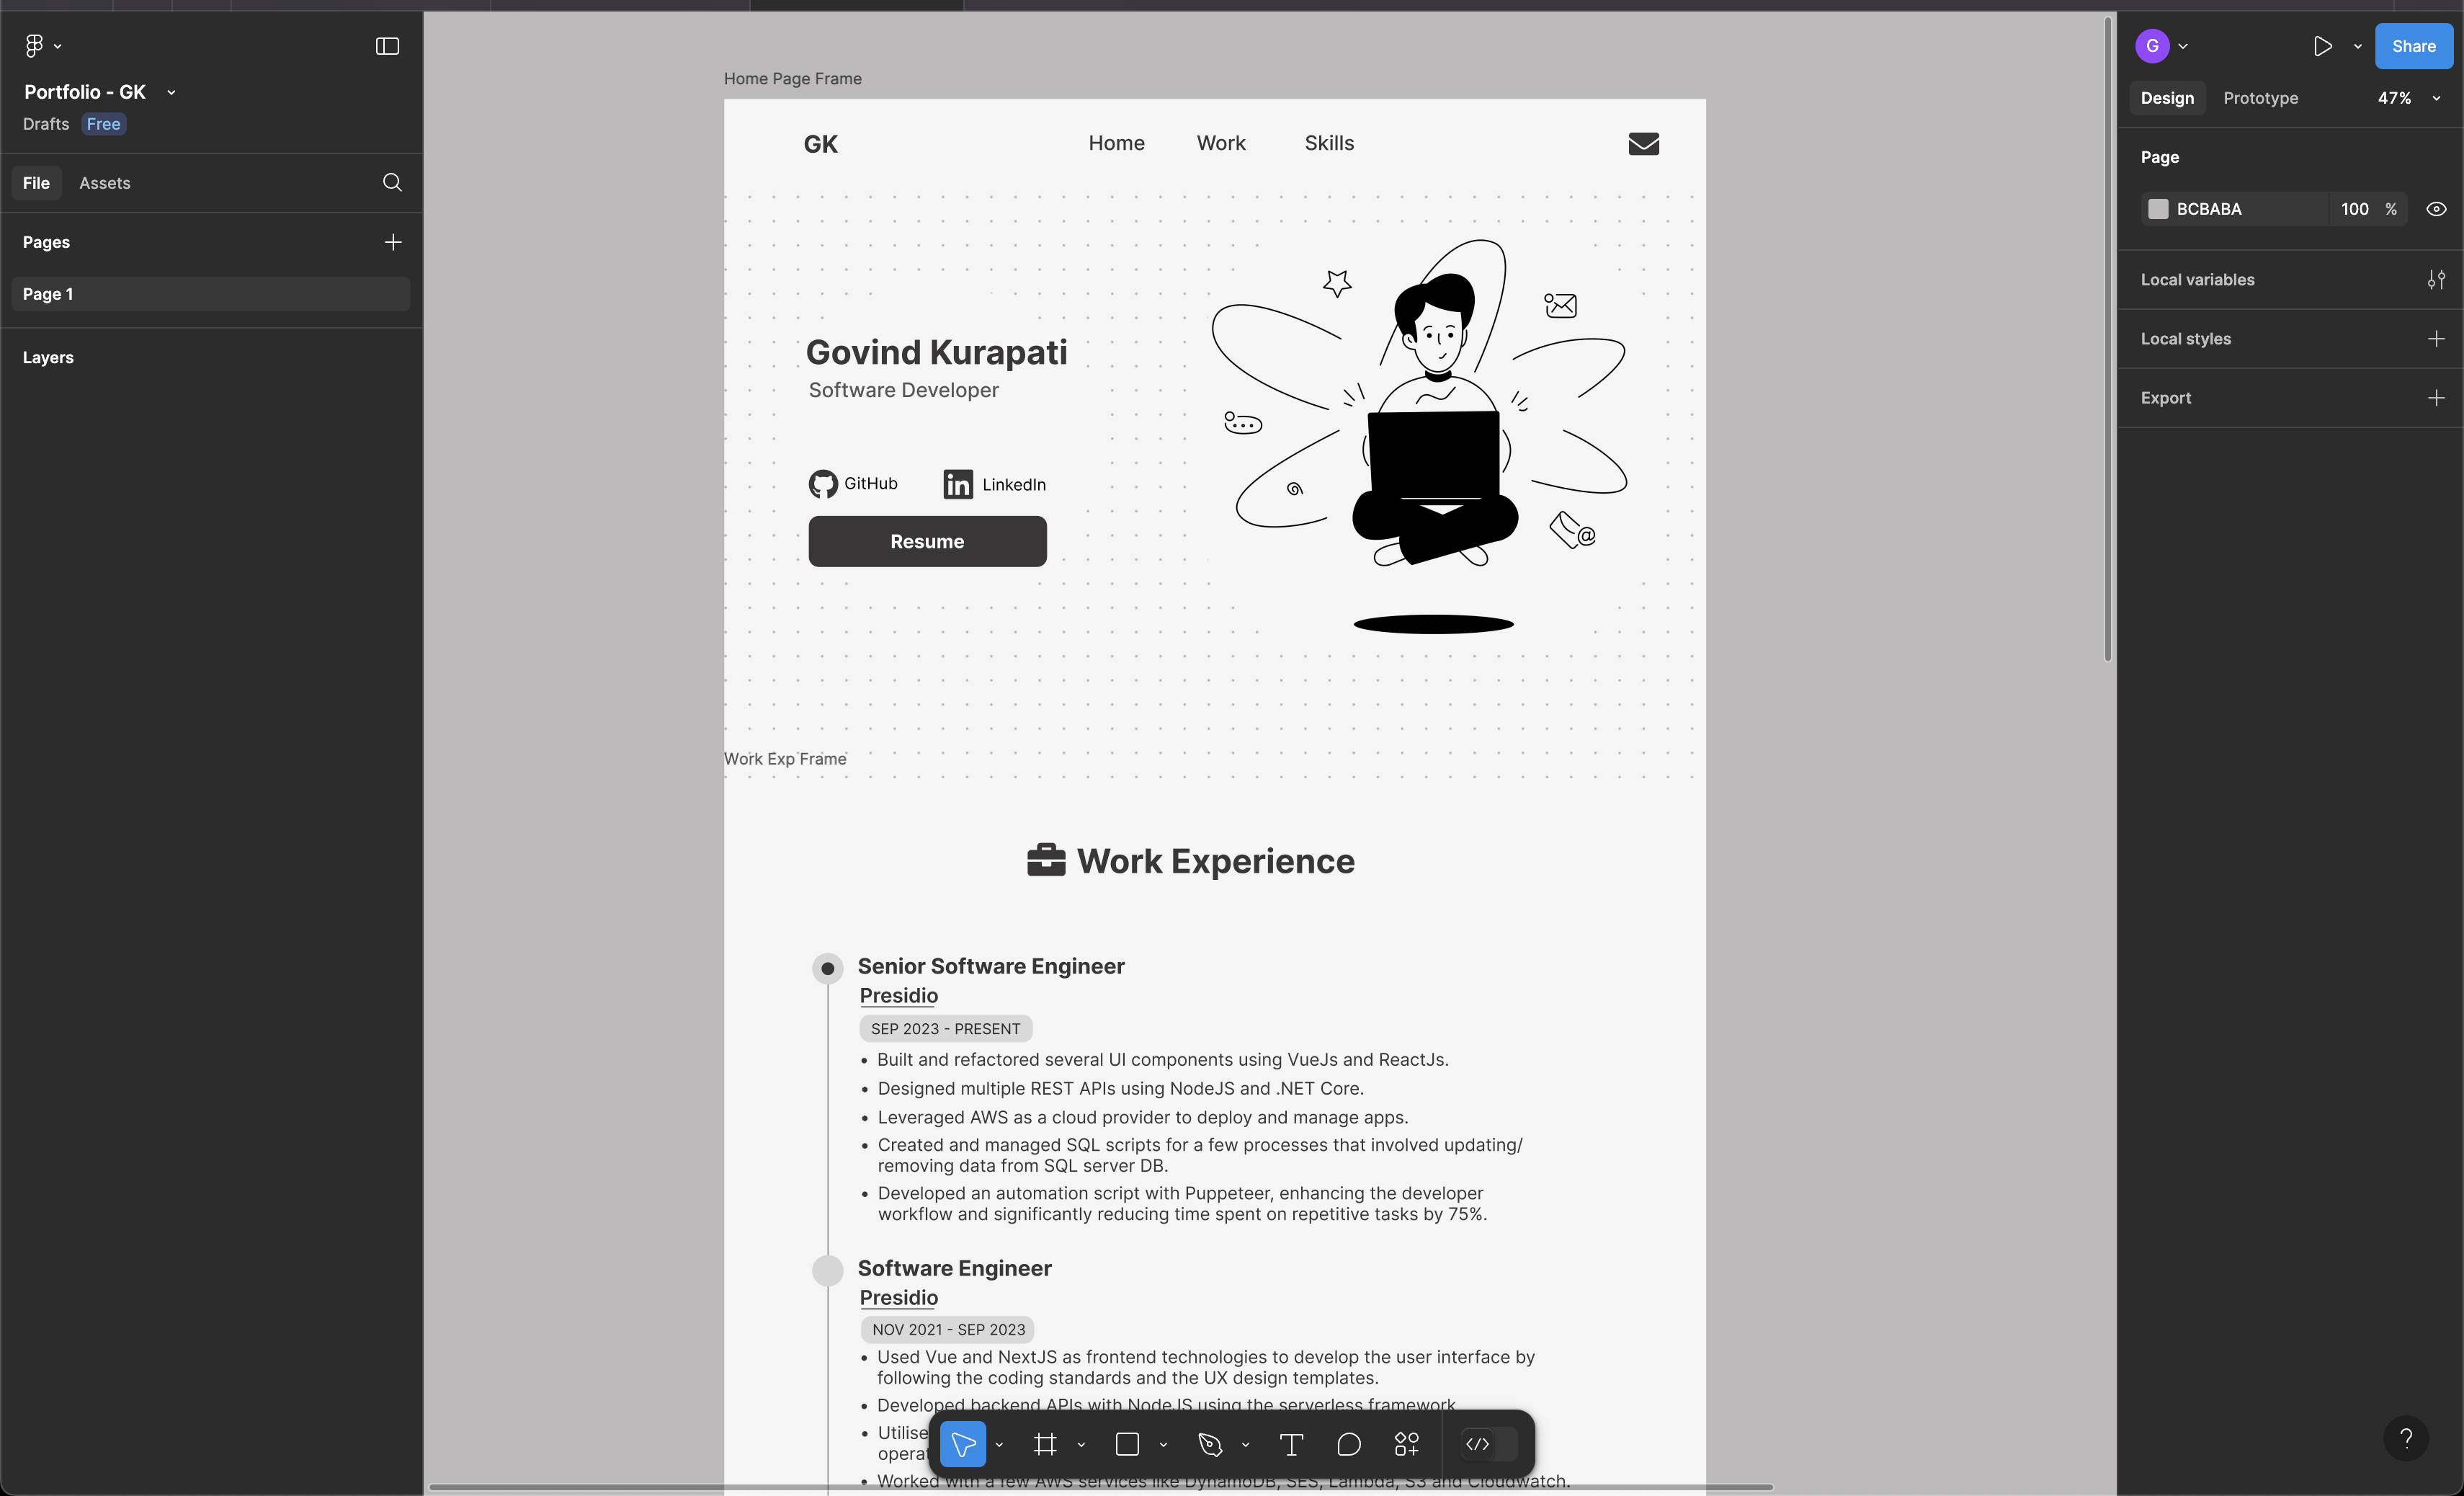 Portfolio - GK
Drafts Free
File Assets
Pages
Page 1
Layers
Home Page Frame
GK Home Work Skills
Govind Kurapati
Software Developer
GitHub LinkedIn
Resume
@
Work Exp Frame
Work Experience
Senior Software Engineer
Presidio
SEP 2023 - PRESENT
• Built and refactored several UI components using VueJs and ReactJs.
• Designed multiple REST APIs using NodeJS and .NET Core.
• Leveraged AWS as a cloud provider to deploy and manage apps.
• Created and managed SQL scripts for a few processes that involved updating/
removing data from SQL server DB.
• Developed an automation script with Puppeteer, enhancing the developer
workflow and significantly reducing time spent on repetitive tasks by 75%.
Software Engineer
Presidio
NOV 2021 - SEP 2023
• Used Vue and NextJS as frontend technologies to develop the user interface by
following the coding standards and the UX design templates.
• Developed backend APIs with NodeJS using the serverless framework
• Utilise
operat
• Worked with a few AWS services like DynamoDB, SES, Lambda, S3 and Cloudwatch.
G Share
Design Prototype 47%
Page
BCBABA 100 %
Local variables
Local styles
Export
?